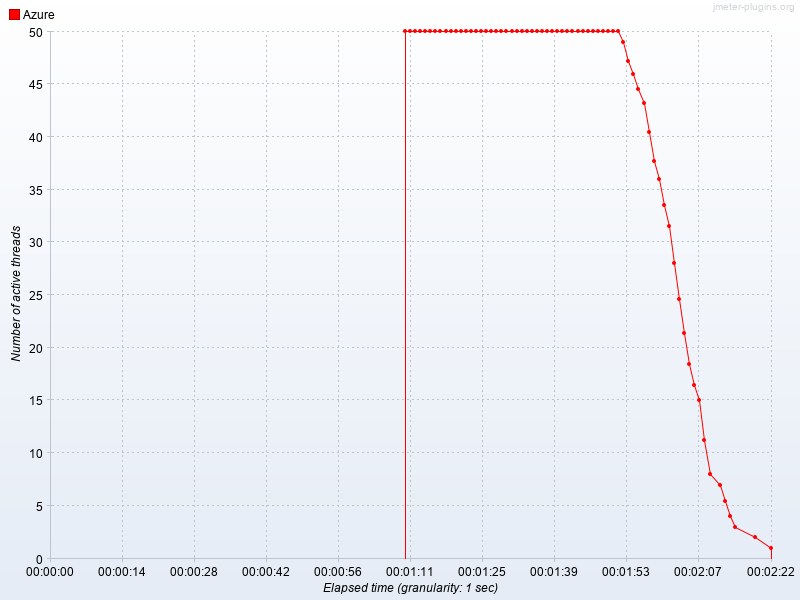 jmeter-plugins.org
Azure
50
45
40
35
30
25
20
15
10
5
0
Number of active threads
00:00:00 00:00:14 00:00:28 00:00:42 00:00:56 00:01:11 00:01:25 00:01:39 00:01:53 00:02:07 00:02:22
Elapsed time (granularity: 1 sec)